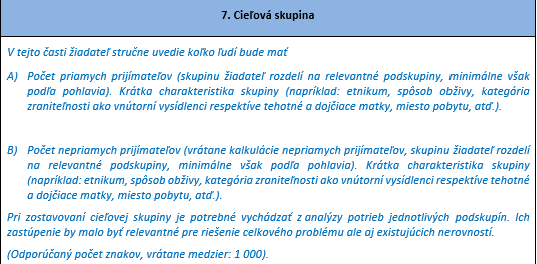 7. Cieľová skupina
V tejto časti žiadateľ stručne uvedie koľko ľudí bude mať
A) Počet priamych prijímateľov (skupinu žiadateľ rozdelí na relevantné podskupiny, minimálne však
podľa pohlavia). Krátka charakteristika skupiny (napríklad: etnikum, spôsob obživy, kategória
zraniteľnosti ako vnútorní vysídlenci respektíve tehotné a dojčiace matky, miesto pobytu, atď.).
B) Počet nepriamych prijímateľov (vrátane kalkulácie nepriamych prijímateľov, skupinu žiadateľ rozdelí
na relevantné podskupiny, minimálne však podľa pohlavia). Krátka charakteristika skupiny
(napríklad: etnikum, spôsob obživy, kategória zraniteľnosti ako vnútorní vysídlenci respektíve tehotné
a dojčiace matky, miesto pobytu, atď.).
Pri zostavovaní cieľovej skupiny je potrebné vychádzať z analýzy potrieb jednotlivých podskupín. Ich
zastúpenie by malo byť relevantné pre riešenie celkového problému ale aj existujúcich nerovností.
(Odporúčaný počet znakov, vrátane medzier: 1 000).